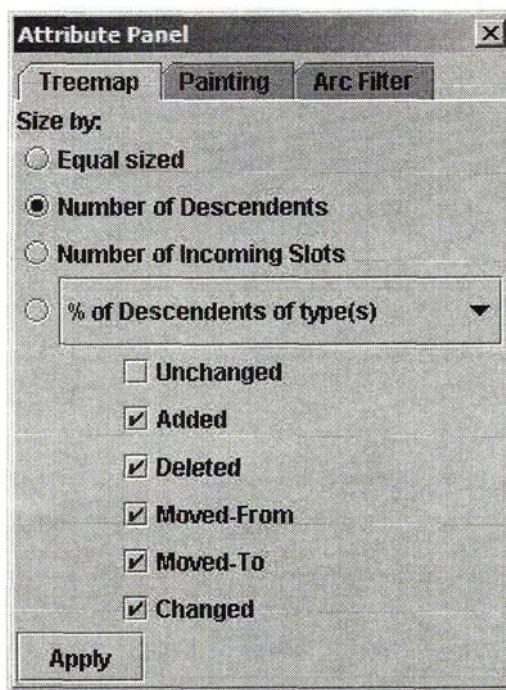 Attribute Panel
Treemap Painting Arc Filter
Size by:
Equal sized
Number of Descendents
Number of Incoming Slots
% of Descendents of type(s)
Unchanged
Added
Deleted
Moved-From
Moved-To
Changed
Apply